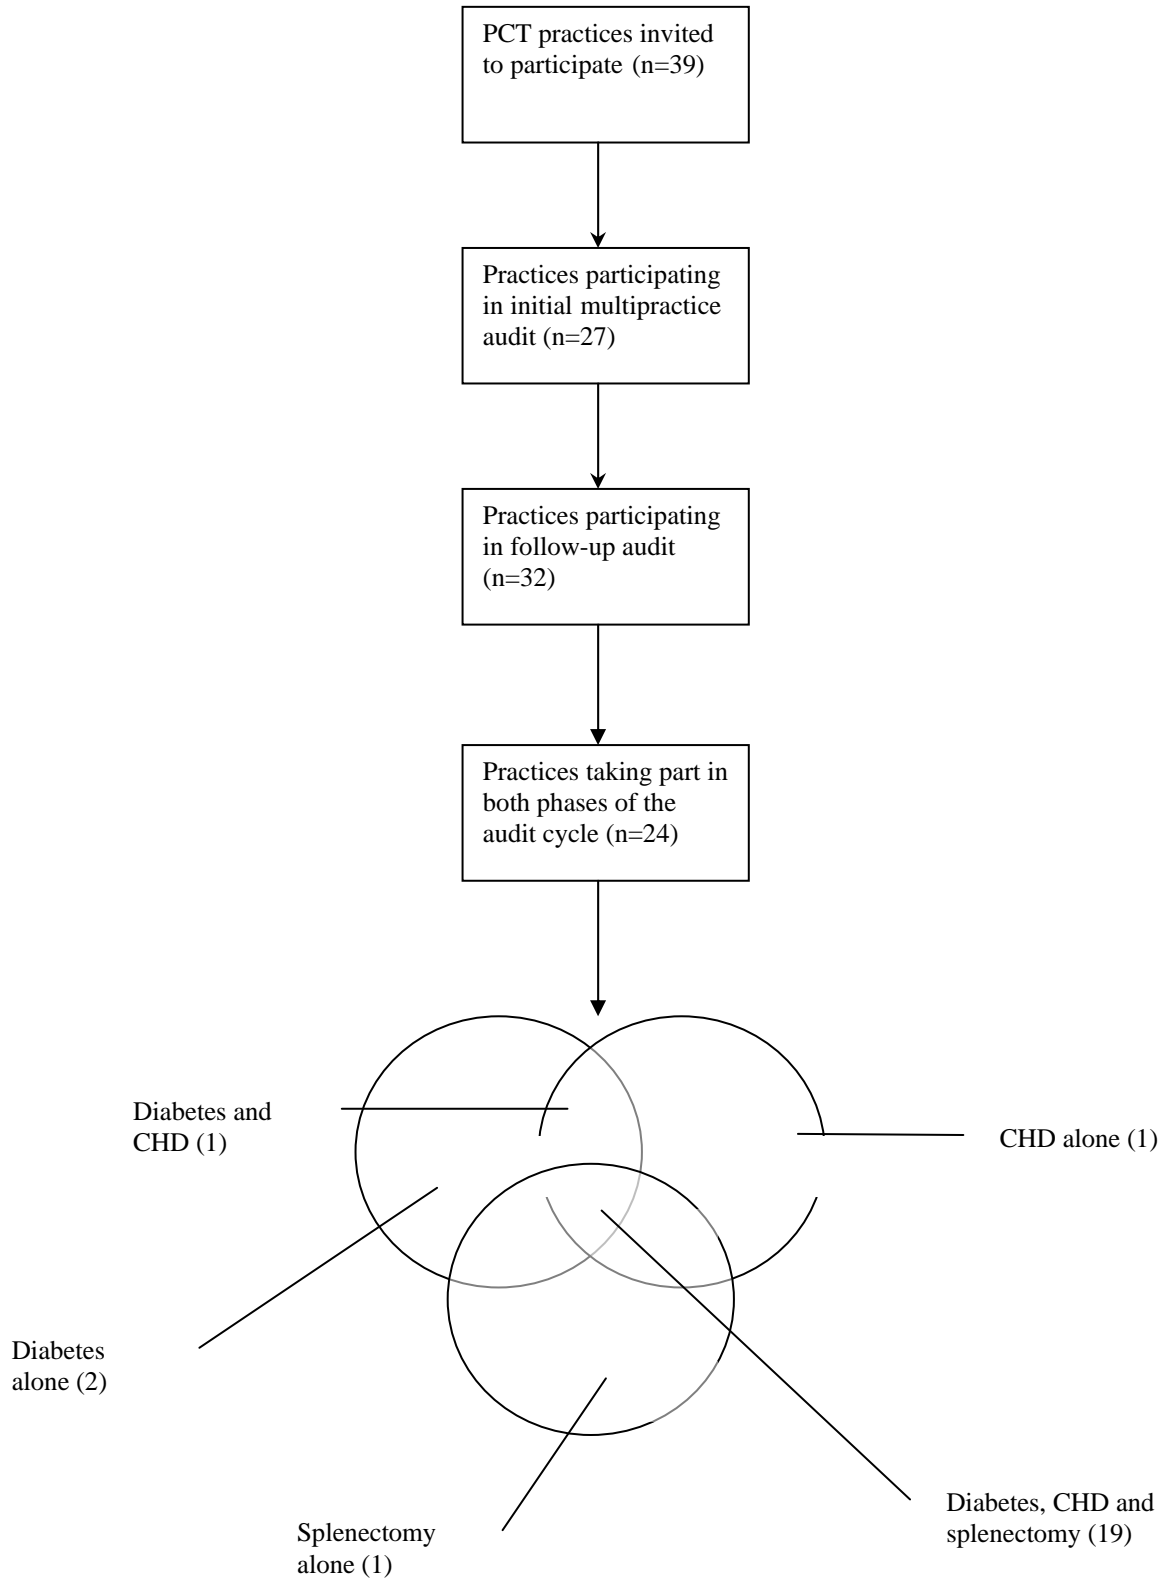 PCT practices invited
to participate (n=39)
Practices participating
in initial multipractice
audit (n=27)
Practices participating
in follow-up audit
(n=32)
Practices taking part in
both phases of the
audit cycle (n=24)
Diabetes and
CHD (1)
CHD alone (1)
Diabetes
alone (2)
Diabetes, CHD and
splenectomy (19)
Splenectomy
alone (1)